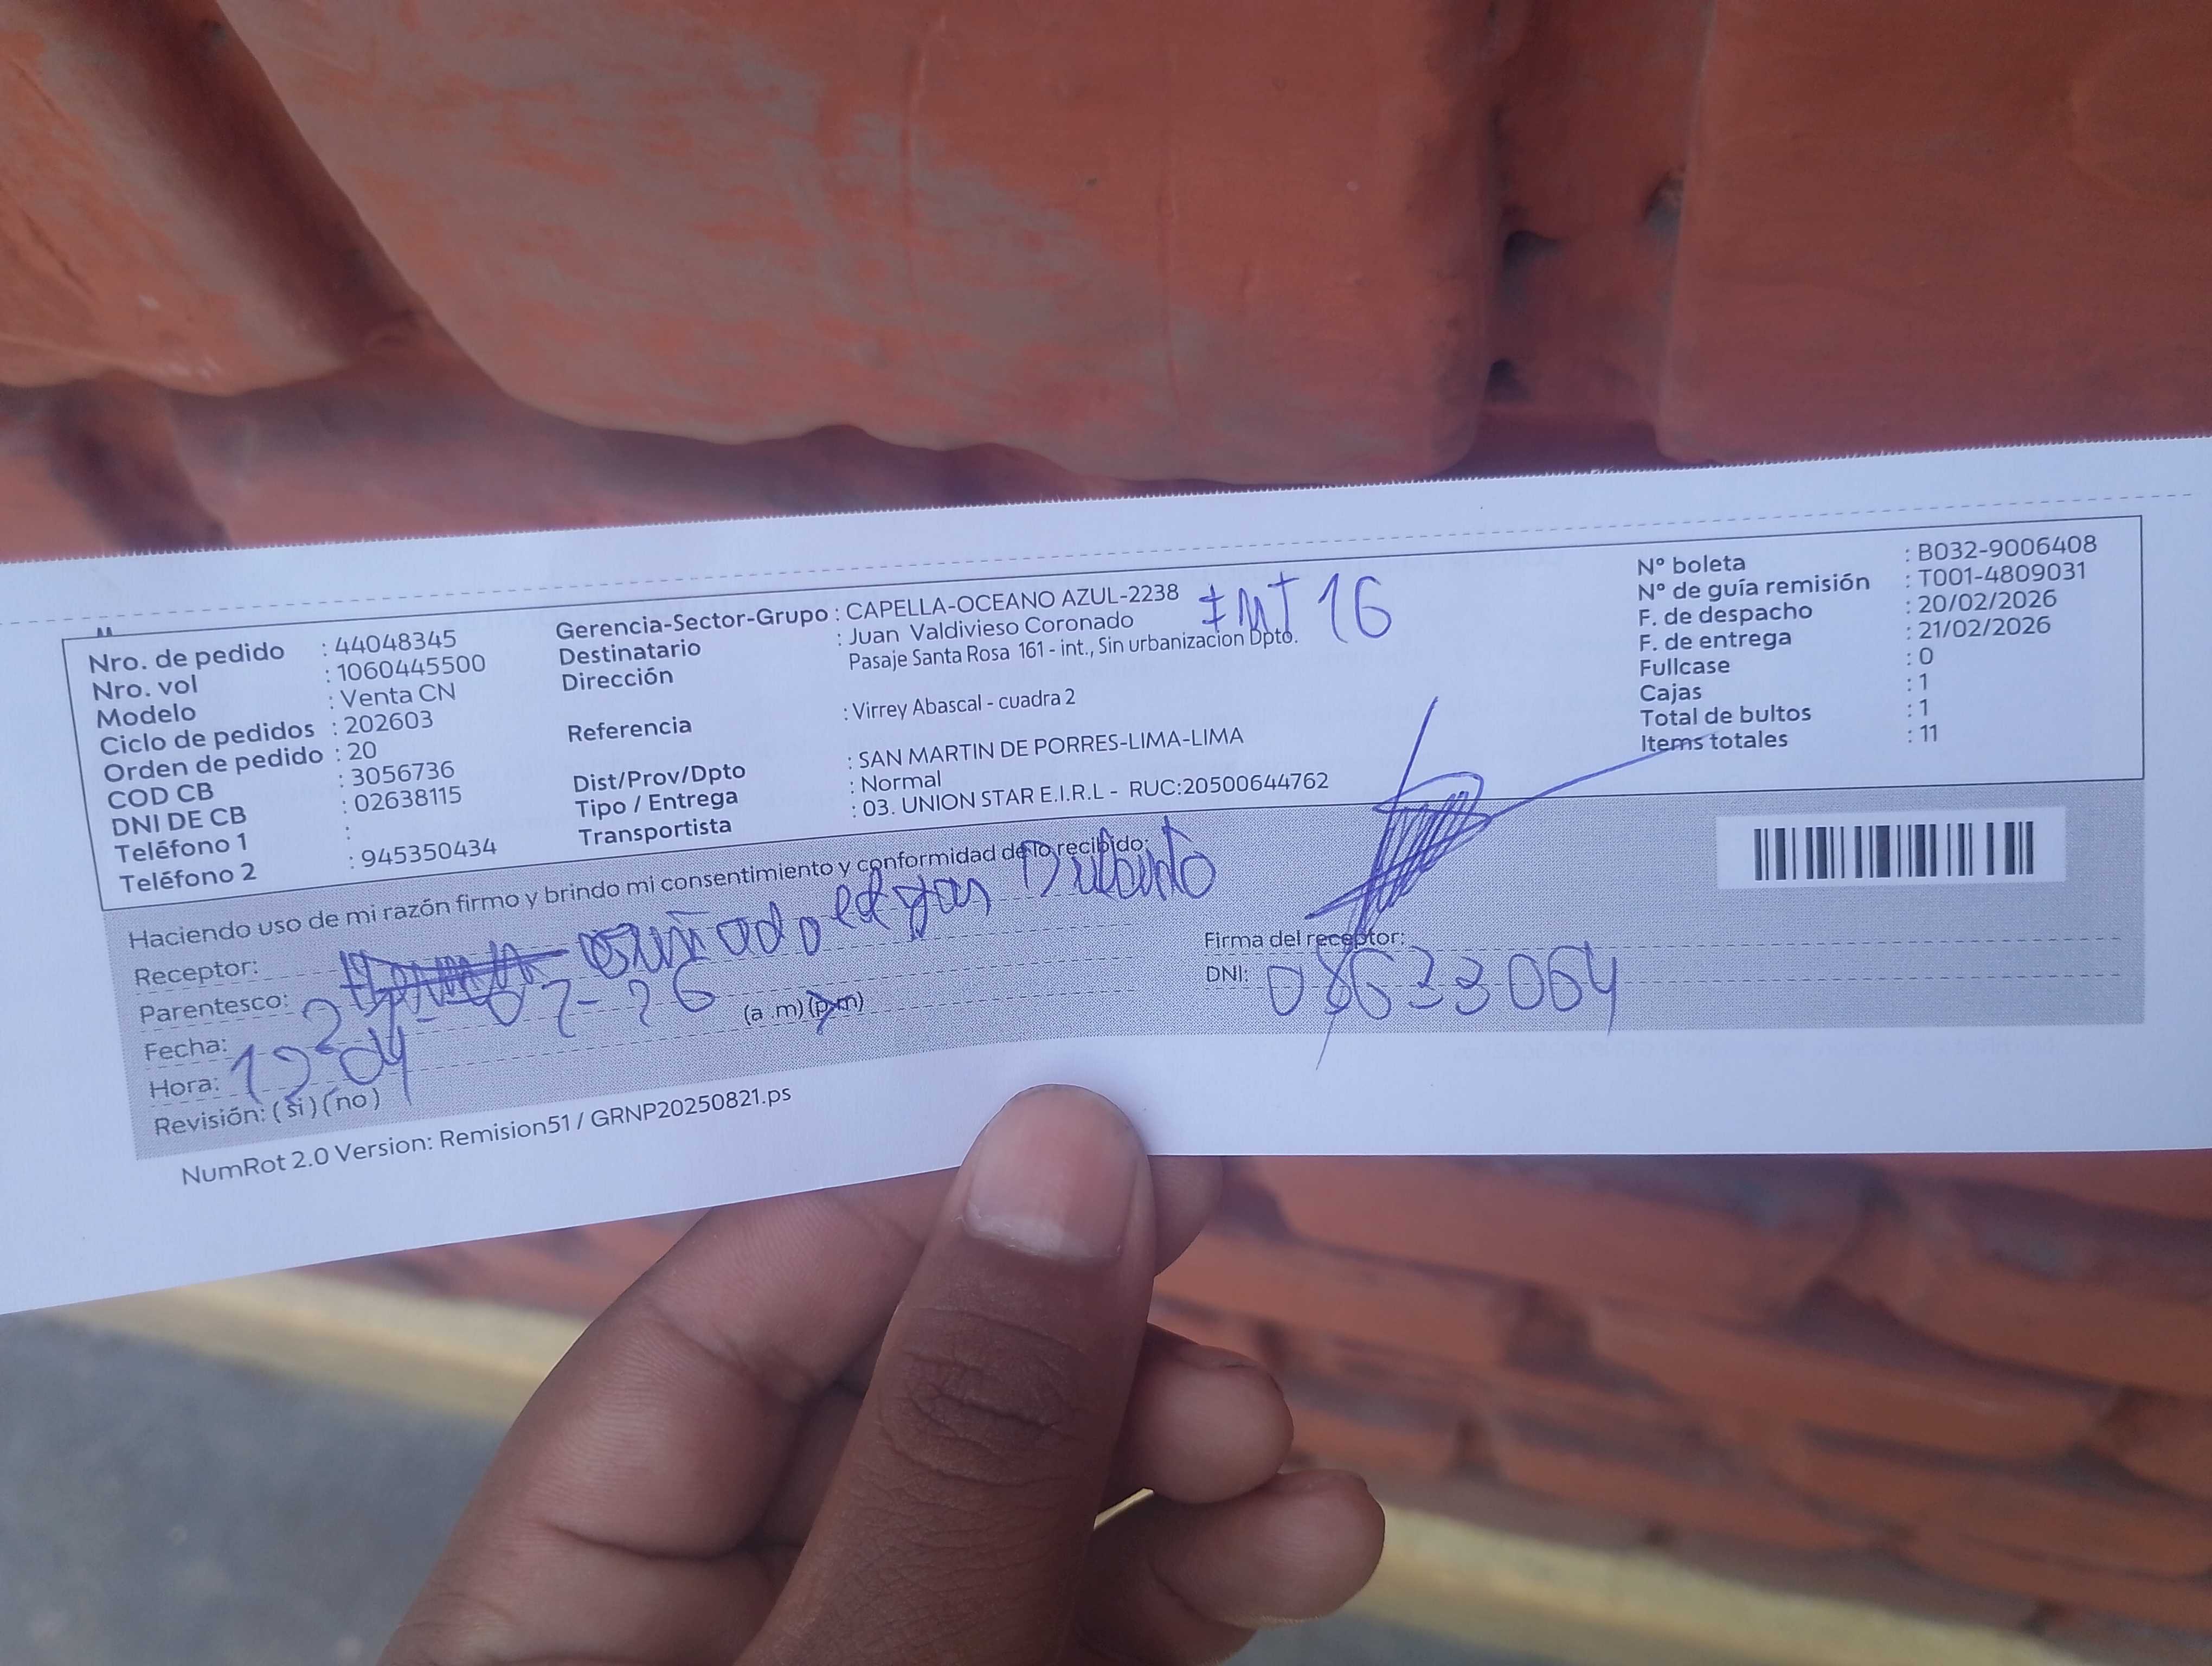 Nro. de pedido : 44048345
Nro. vol : 1060445500
Modelo : Venta CN
Ciclo de pedidos : 202603
Orden de pedido : 20
COD CB : 3056736
DNI DE CB : 02638115
Teléfono 1 :
Teléfono 2 : 945350434
Gerencia-Sector-Grupo : CAPELLA-OCEANO AZUL-2238
Destinatario : Juan Valdivieso Coronado
Dirección Pasaje Santa Rosa 161 - int., Sin urbanizacion Dpto.
16
Referencia : Virrey Abascal - cuadra 2
Dist/Prov/Dpto : SAN MARTIN DE PORRES-LIMA-LIMA
Tipo / Entrega : Normal
Transportista : 03. UNION STAR E.I.R.L - RUC:20500644762
N° boleta : B032-9006408
N° de guía remisión : T001-4809031
F. de despacho : 20/02/2026
F. de entrega : 21/02/2026
Fullcase : 0
Cajas : 1
Total de bultos : 1
Items totales : 11
Haciendo uso de mi razón firmo y brindo mi consentimiento y conformidad de lo recibido:
Receptor:
Parentesco: cuñado
Fecha:
Hora: (a .m) (p.m)
Revisión: (si) (no)
Firma del receptor:
DNI: 08633064
NumRot 2.0 Version: Remision51 / GRNP20250821.ps